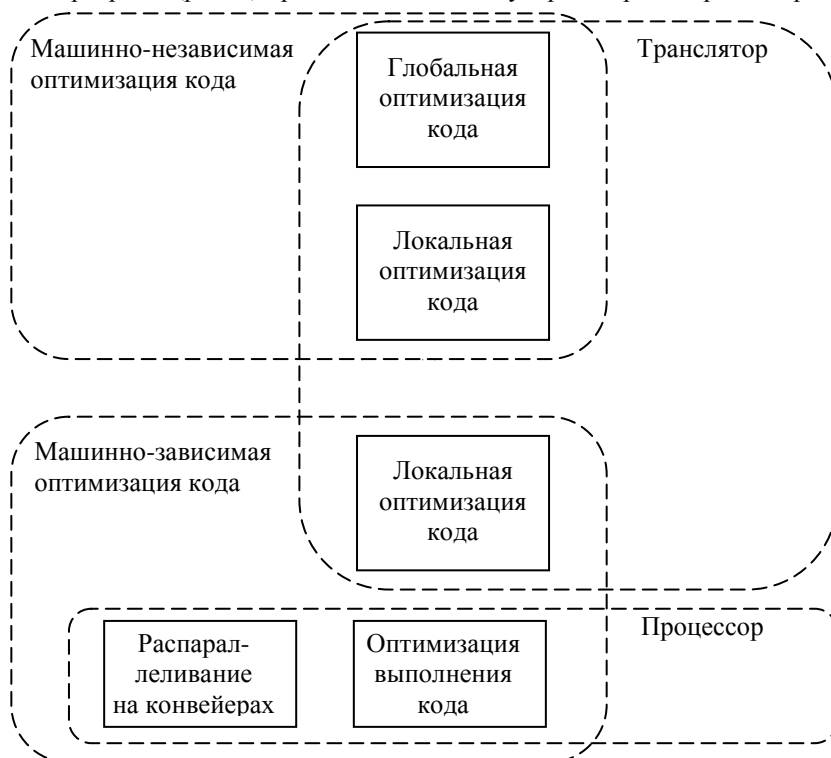 Машинно-независимая
оптимизация кода
Глобальная
оптимизация
кода
Транслятор
Локальная
оптимизация
кода
Машинно-зависимая
оптимизация кода
Локальная
оптимизация
кода
Распарал-
леливание
на конвейерах
Оптимизация
выполнения
кода
Процессор